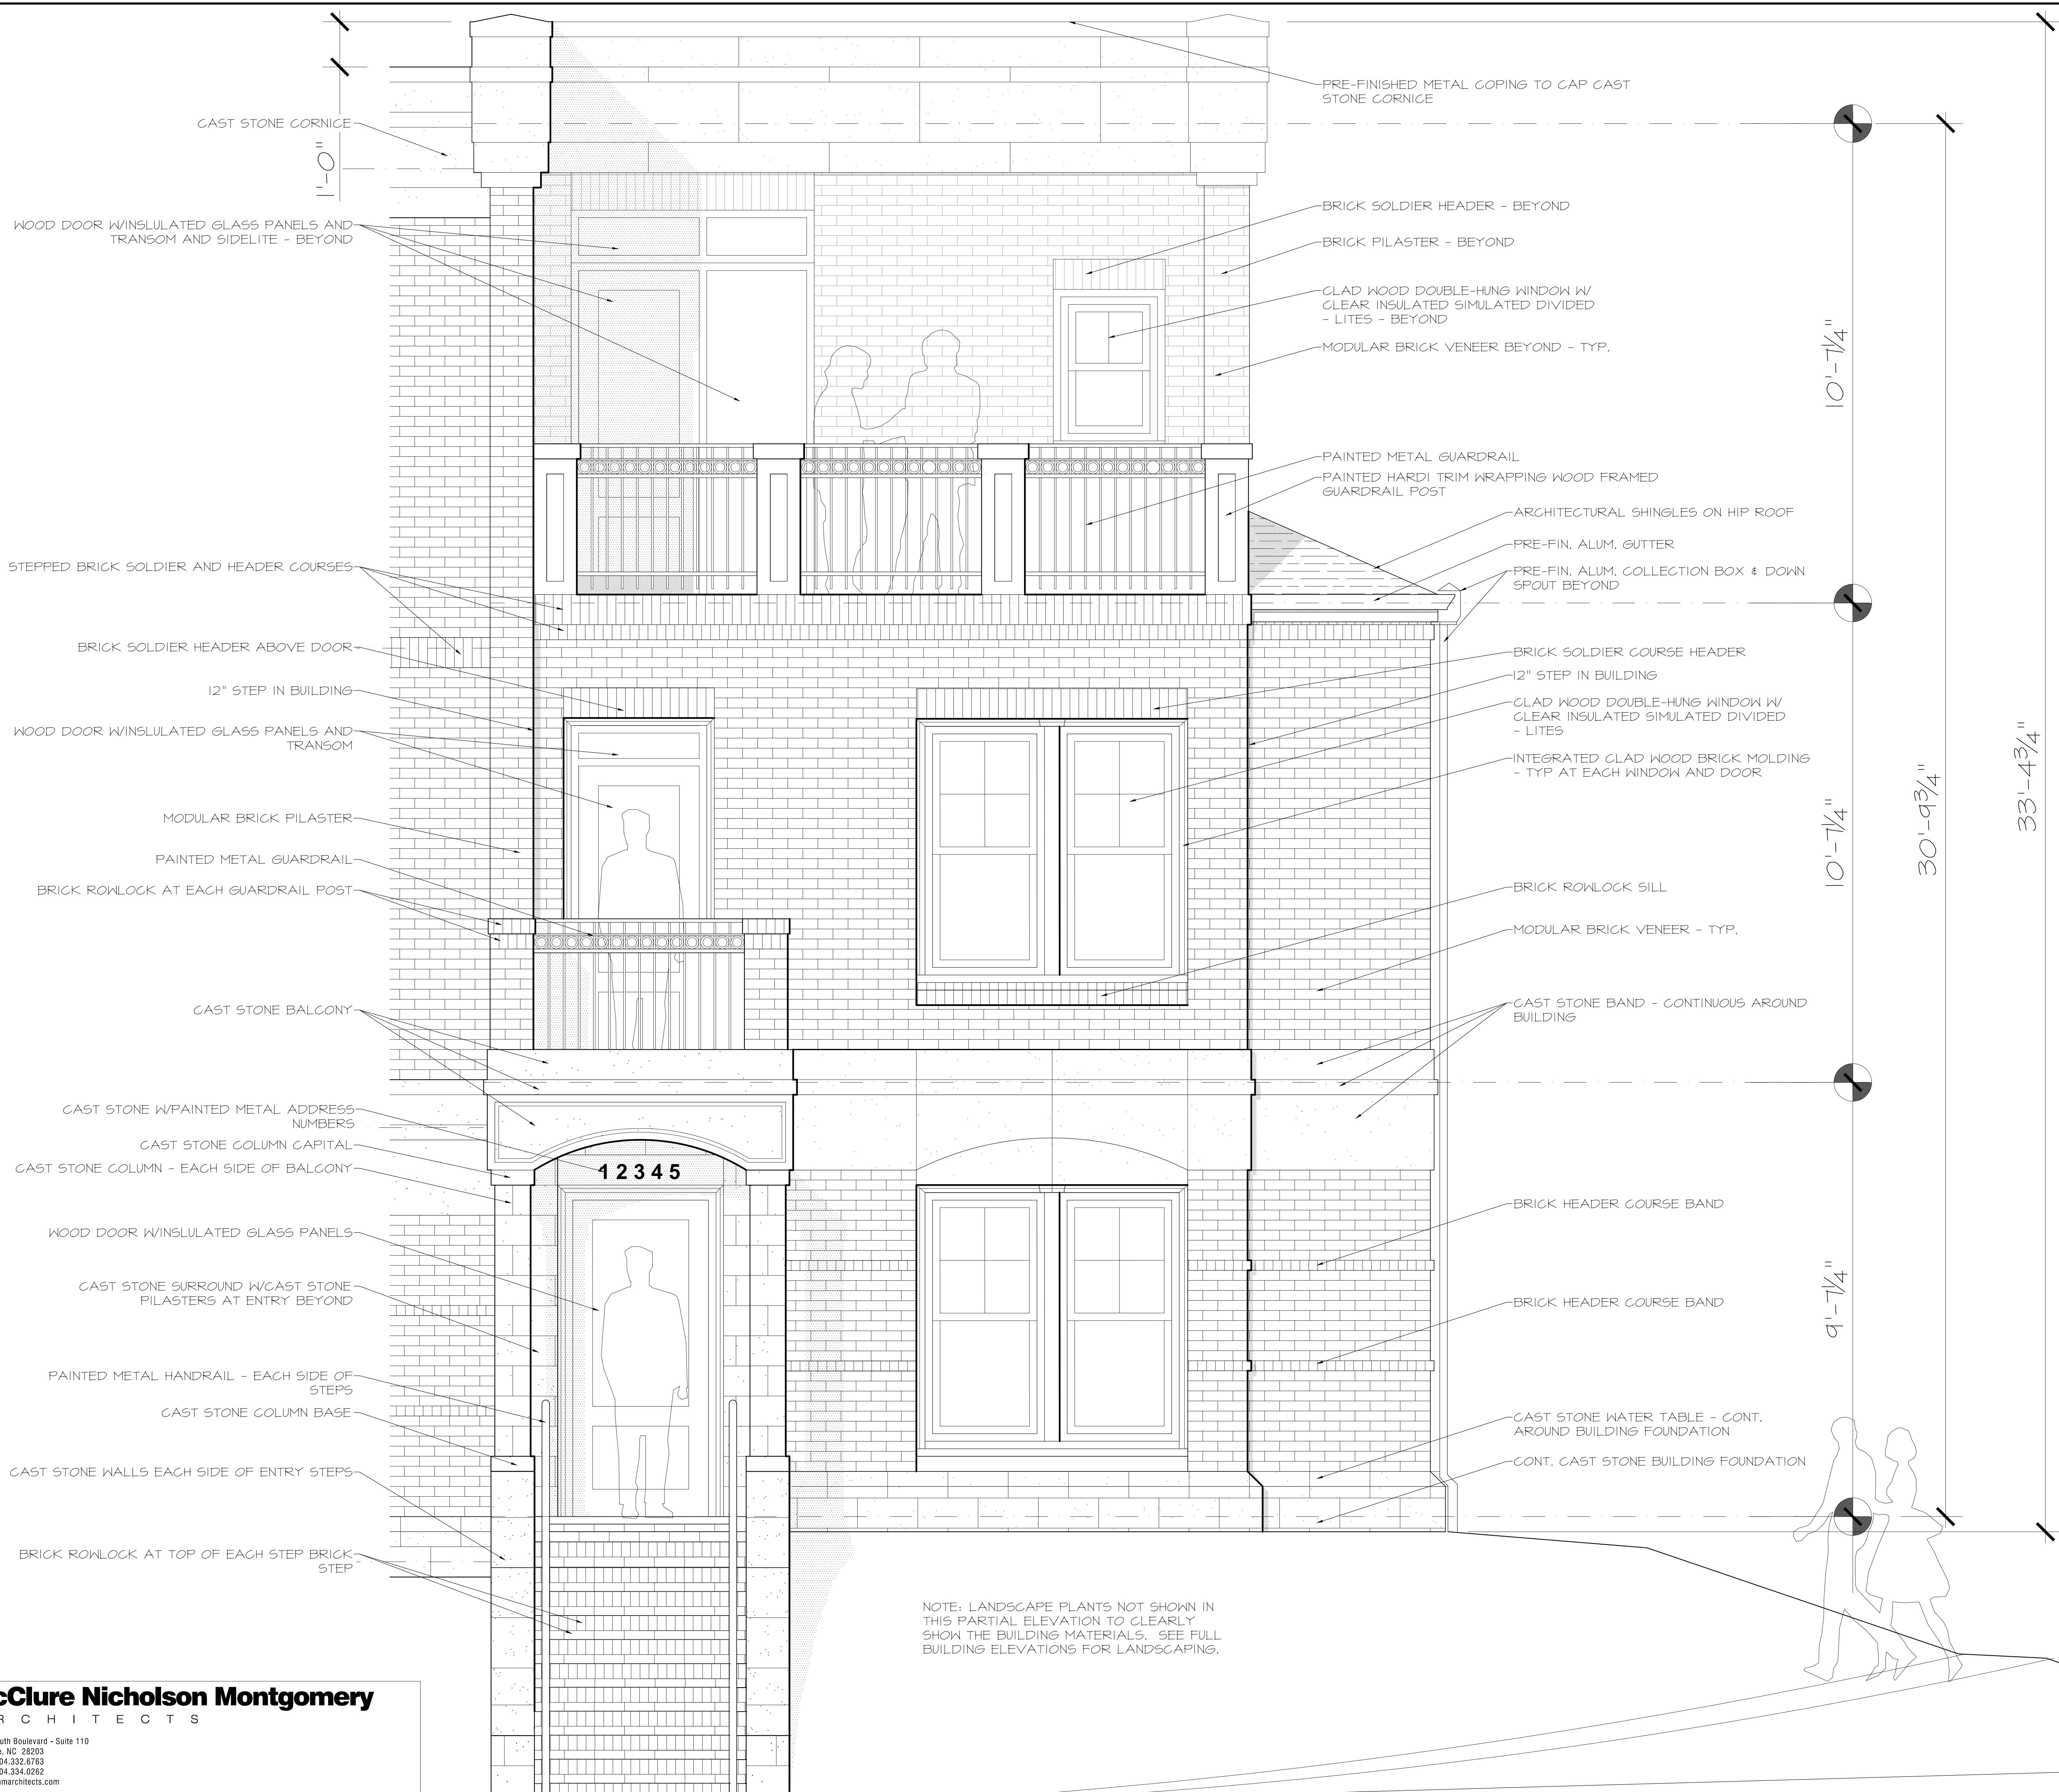 PRE-FINISHED METAL COPING TO CAP CAST
STONE CORNICE
CAST STONE CORNICE
1'-0"
WOOD DOOR W/INSLULATED GLASS PANELS AND
TRANSOM AND SIDELITE - BEYOND
BRICK SOLDIER HEADER - BEYOND
BRICK PILASTER - BEYOND
CLAD WOOD DOUBLE-HUNG WINDOW W/
CLEAR INSULATED SIMULATED DIVIDED
- LITES - BEYOND
MODULAR BRICK VENEER BEYOND - TYP.
10'-7 1/4"
PAINTED METAL GUARDRAIL
PAINTED HARDI TRIM WRAPPING WOOD FRAMED
GUARDRAIL POST
ARCHITECTURAL SHINGLES ON HIP ROOF
PRE-FIN. ALUM. GUTTER
PRE-FIN. ALUM. COLLECTION BOX & DOWN
SPOUT BEYOND
STEPPED BRICK SOLDIER AND HEADER COURSES
BRICK SOLDIER HEADER ABOVE DOOR
12" STEP IN BUILDING
WOOD DOOR W/INSLULATED GLASS PANELS AND
TRANSOM
MODULAR BRICK PILASTER
PAINTED METAL GUARDRAIL
BRICK ROWLOCK AT EACH GUARDRAIL POST
CAST STONE BALCONY
BRICK SOLDIER COURSE HEADER
12" STEP IN BUILDING
CLAD WOOD DOUBLE-HUNG WINDOW W/
CLEAR INSULATED SIMULATED DIVIDED
- LITES
INTEGRATED CLAD WOOD BRICK MOLDING
- TYP AT EACH WINDOW AND DOOR
BRICK ROWLOCK SILL
MODULAR BRICK VENEER - TYP.
CAST STONE BAND - CONTINUOUS AROUND
BUILDING
10'-7 1/4"
30'-9 3/4"
33'-4 3/4"
CAST STONE W/PAINTED METAL ADDRESS
NUMBERS
CAST STONE COLUMN CAPITAL
CAST STONE COLUMN - EACH SIDE OF BALCONY
12345
WOOD DOOR W/INSLULATED GLASS PANELS
CAST STONE SURROUND W/CAST STONE
PILASTERS AT ENTRY BEYOND
PAINTED METAL HANDRAIL - EACH SIDE OF
STEPS
CAST STONE COLUMN BASE
CAST STONE WALLS EACH SIDE OF ENTRY STEPS
BRICK ROWLOCK AT TOP OF EACH STEP BRICK
STEP
BRICK HEADER COURSE BAND
BRICK HEADER COURSE BAND
9'-7 1/4"
CAST STONE WATER TABLE - CONT.
AROUND BUILDING FOUNDATION
CONT. CAST STONE BUILDING FOUNDATION
NOTE: LANDSCAPE PLANTS NOT SHOWN IN
THIS PARTIAL ELEVATION TO CLEARLY
SHOW THE BUILDING MATERIALS. SEE FULL
BUILDING ELEVATIONS FOR LANDSCAPING.
cClure Nicholson Montgomery
R C H I T E C T S
uth Boulevard - Suite 110
e, NC 28203
04.332.6763
04.334.0262
marchitects.com